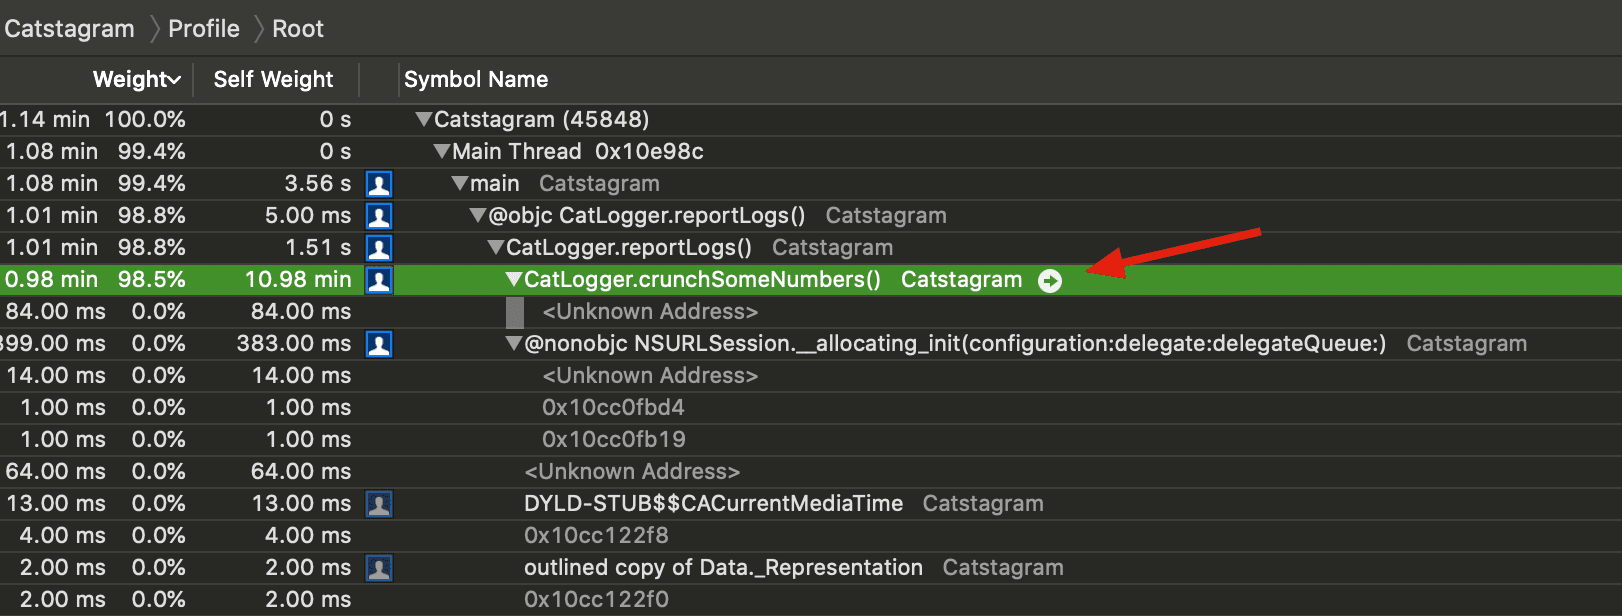 Catstagram Profile Root
Weight Self Weight Symbol Name
1.14 min 100.0% 0 s Catstagram (45848)
1.08 min 99.4% 0 s Main Thread 0x10e98c
1.08 min 99.4% 3.56 s main Catstagram
1.01 min 98.8% 5.00 ms @objc CatLogger.reportLogs() Catstagram
1.01 min 98.8% 1.51 s CatLogger.reportLogs() Catstagram
0.98 min 98.5% 10.98 min CatLogger.crunchSomeNumbers() Catstagram
84.00 ms 0.0% 84.00 ms <Unknown Address>
399.00 ms 0.0% 383.00 ms @nonobjc NSURLSession.__allocating_init(configuration:delegate:delegateQueue:) Catstagram
14.00 ms 0.0% 14.00 ms <Unknown Address>
1.00 ms 0.0% 1.00 ms 0x10cc0fbd4
1.00 ms 0.0% 1.00 ms 0x10cc0fb19
64.00 ms 0.0% 64.00 ms <Unknown Address>
13.00 ms 0.0% 13.00 ms DYLD-STUB$$CACurrentMediaTime Catstagram
4.00 ms 0.0% 4.00 ms 0x10cc122f8
2.00 ms 0.0% 2.00 ms outlined copy of Data._Representation Catstagram
2.00 ms 0.0% 2.00 ms 0x10cc122f0